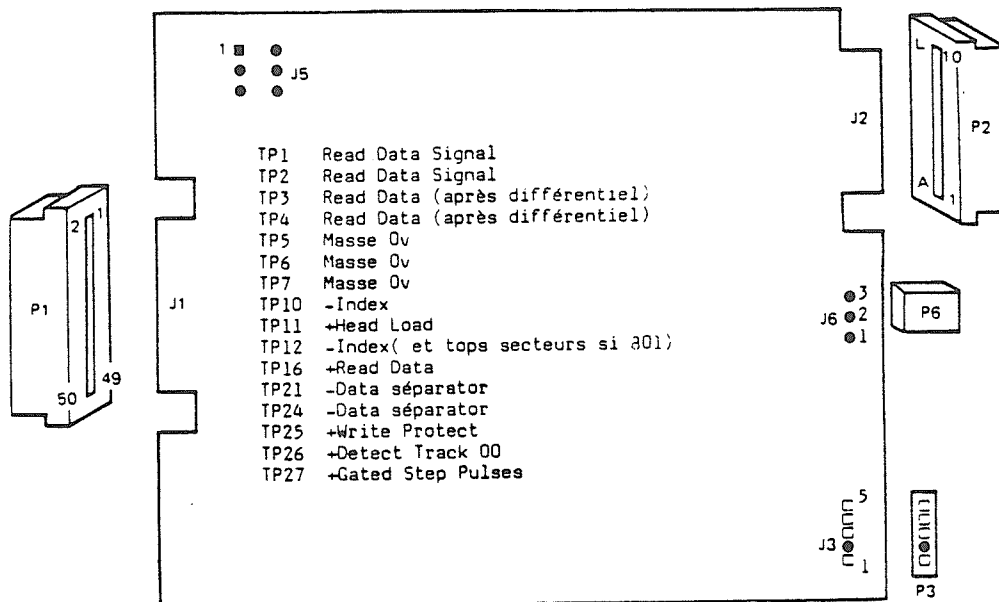 1
J5
L
10
J2
P2
A
1
TP1 Read Data Signal
TP2 Read Data Signal
TP3 Read Data (après différentiel)
TP4 Read Data (après différentiel)
TP5 Masse 0v
TP6 Masse 0v
TP7 Masse 0v
TP10 -Index
TP11 +Head Load
TP12 -Index( et tops secteurs si 801)
TP16 +Read Data
TP21 -Data séparator
TP24 -Data séparator
TP25 +Write Protect
TP26 +Detect Track 00
TP27 +Gated Step Pulses
2
1
P1
J1
50
49
3
J6
2
1
P6
5
J3
1
P3